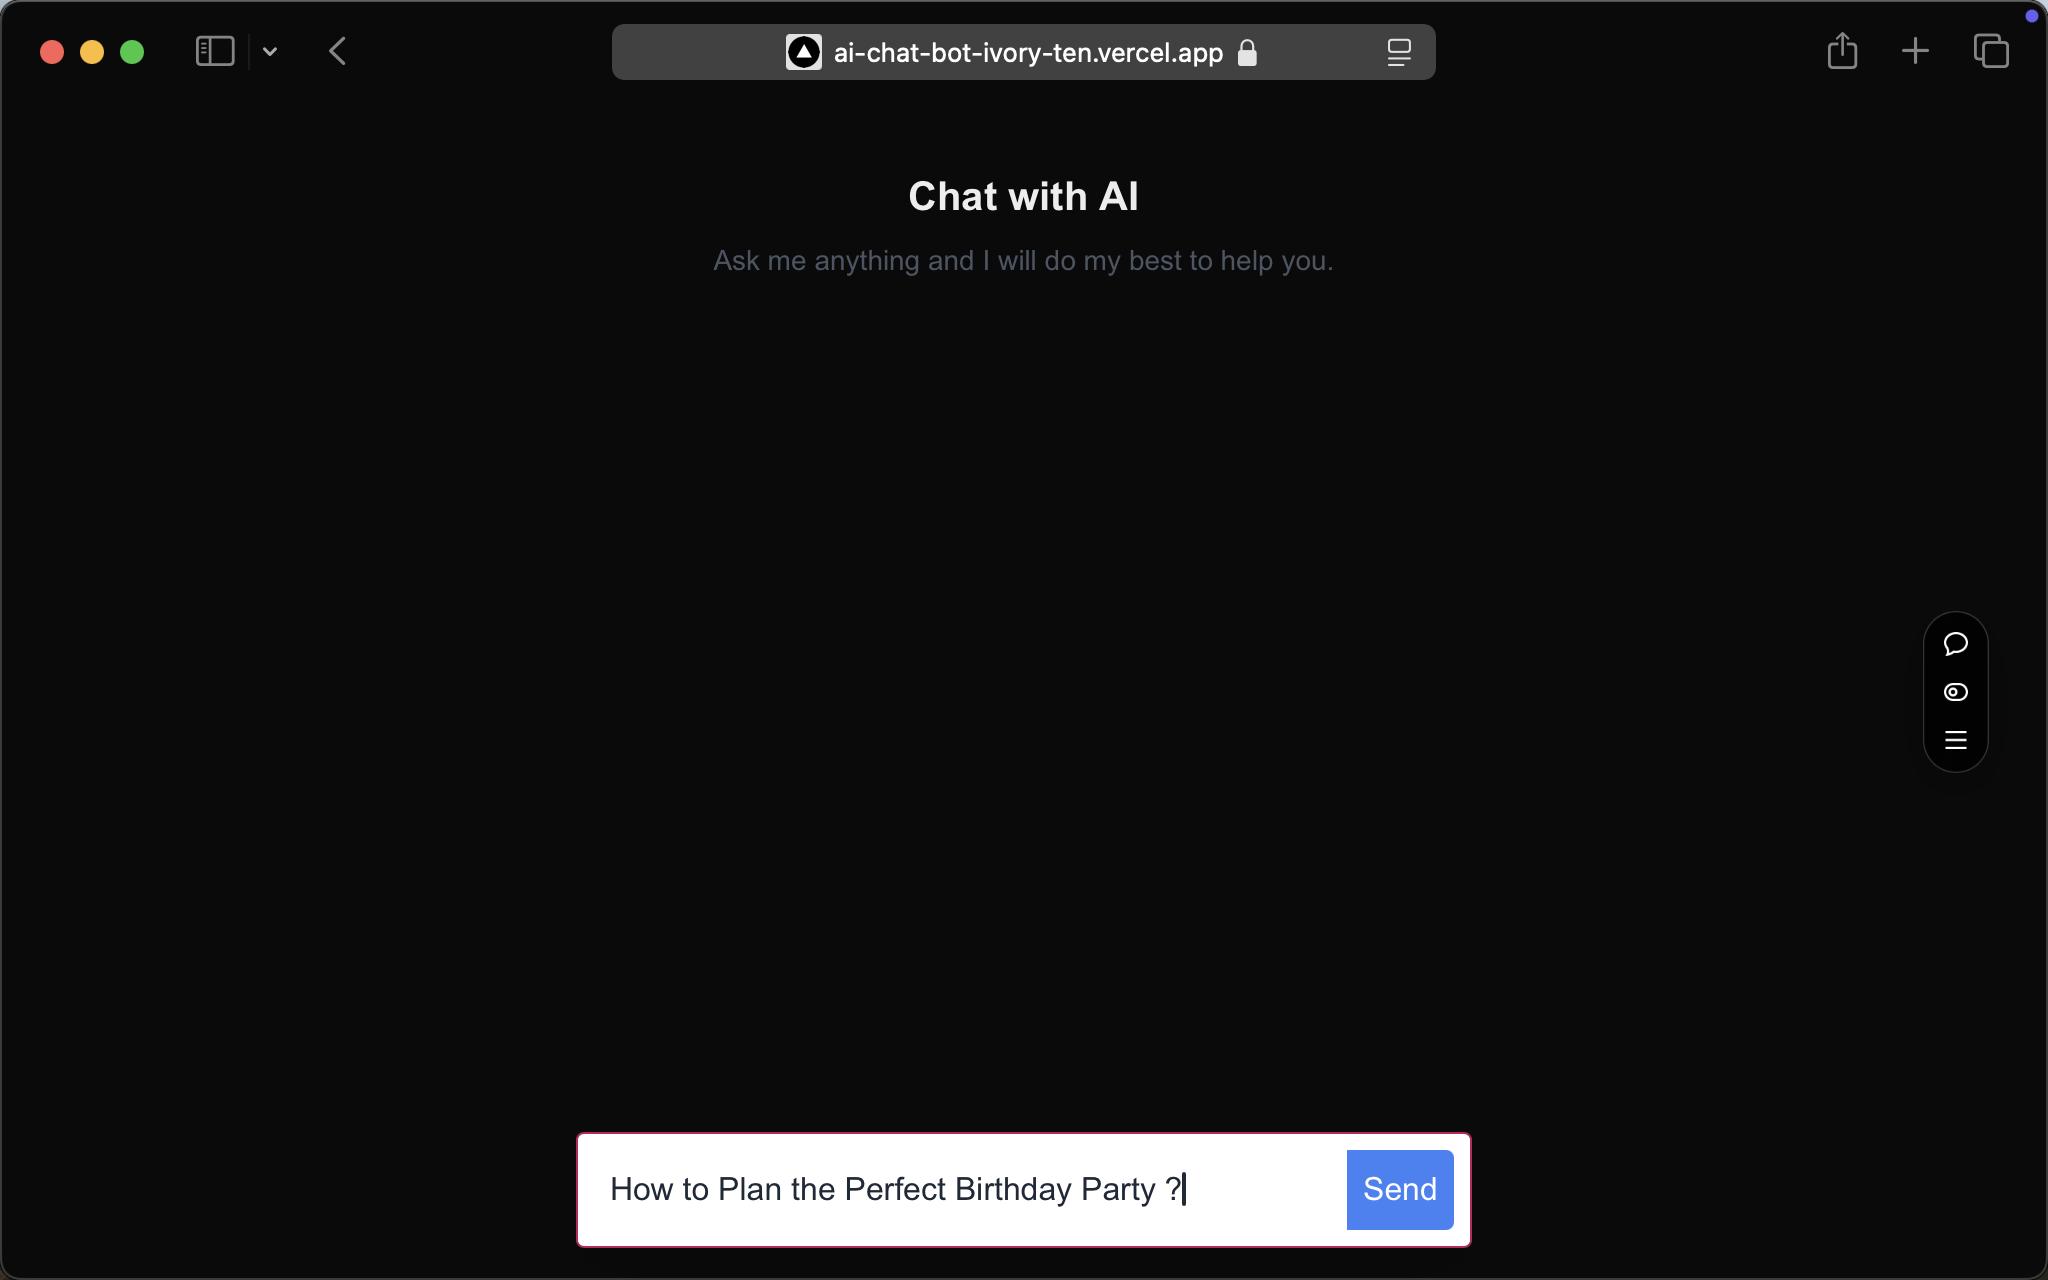 ai-chat-bot-ivory-ten.vercel.app
Chat with AI
Ask me anything and I will do my best to help you.
How to Plan the Perfect Birthday Party ?
Send